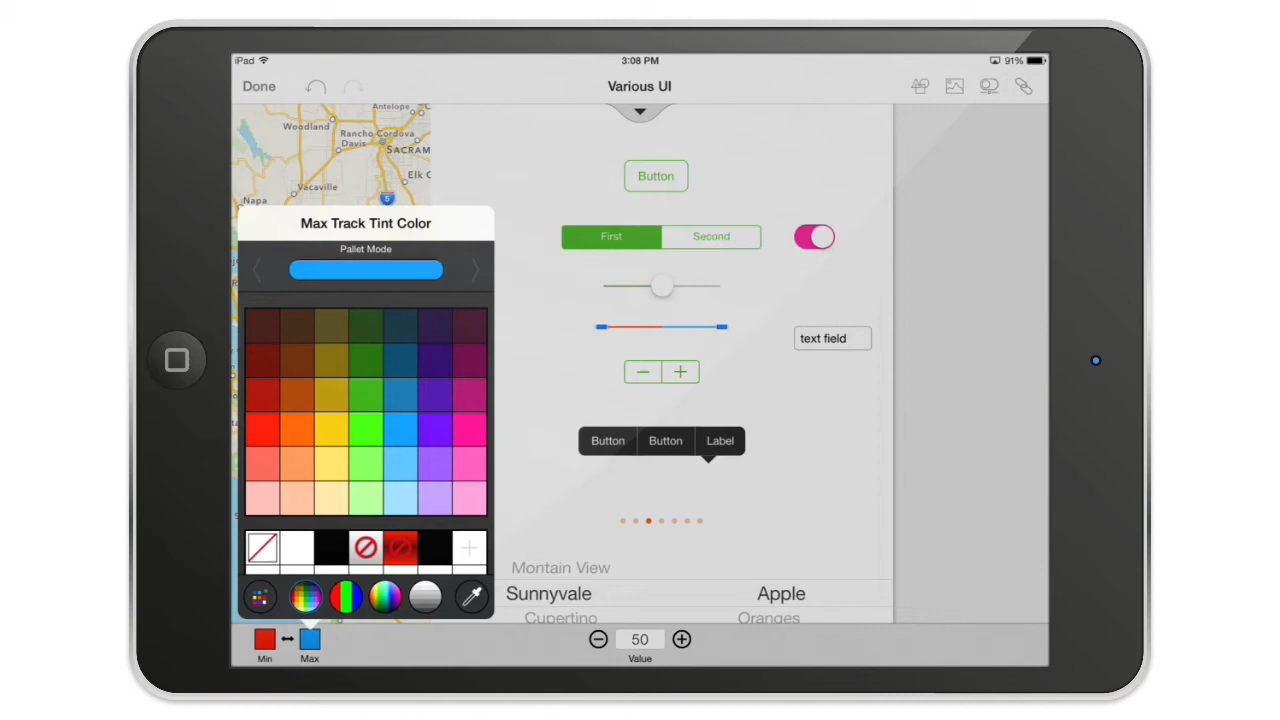 iPad
3:08 PM
91%
Done
Various UI
Antelope
Woodland
Rancho Cordova
Davis
SACRAM
Elk C
Vacaville
Napa
5
Button
First
Second
Max Track Tint Color
Pallet Mode
text field
Button
Button
Label
Montain View
Sunnyvale
Apple
Cupertino
Oranges
50
Min
Max
Value